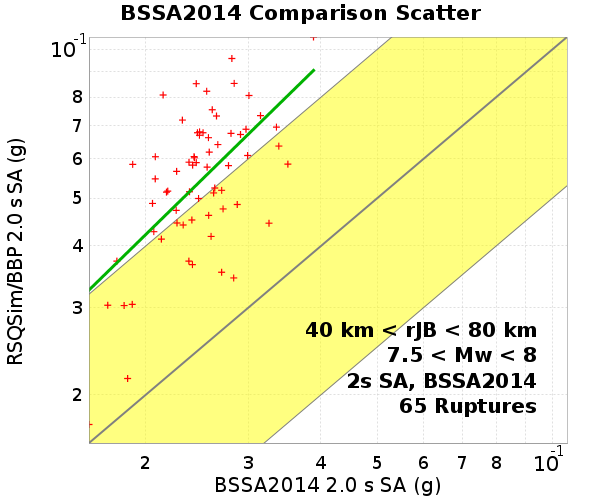 BSSA2014 Comparison Scatter
RSQSim/BBP 2.0 s SA (g)
10-1
8
7
6
5
4
3
2
40 km < rJB < 80 km
7.5 < Mw < 8
2s SA, BSSA2014
65 Ruptures
2 3 4 5 6 7 8 10-1
BSSA2014 2.0 s SA (g)